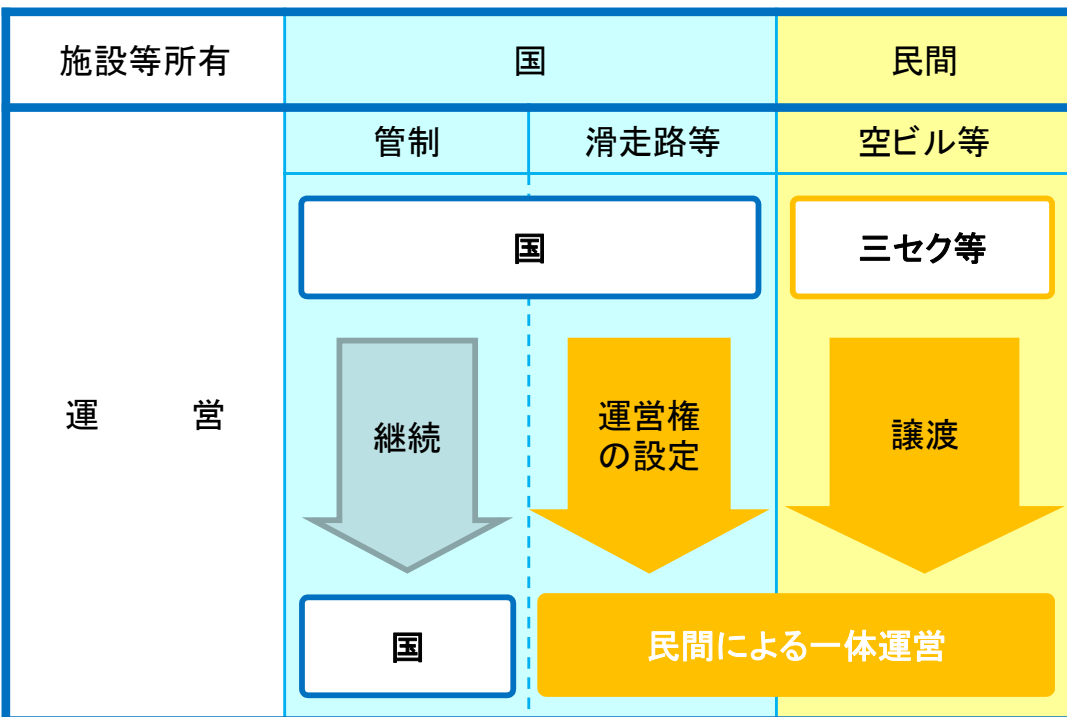 施設等所有
国
民間
管制
滑走路等
空ビル等
運 営
国
三セク等
継続
運営権
の設定
譲渡
国
民間による一体運営